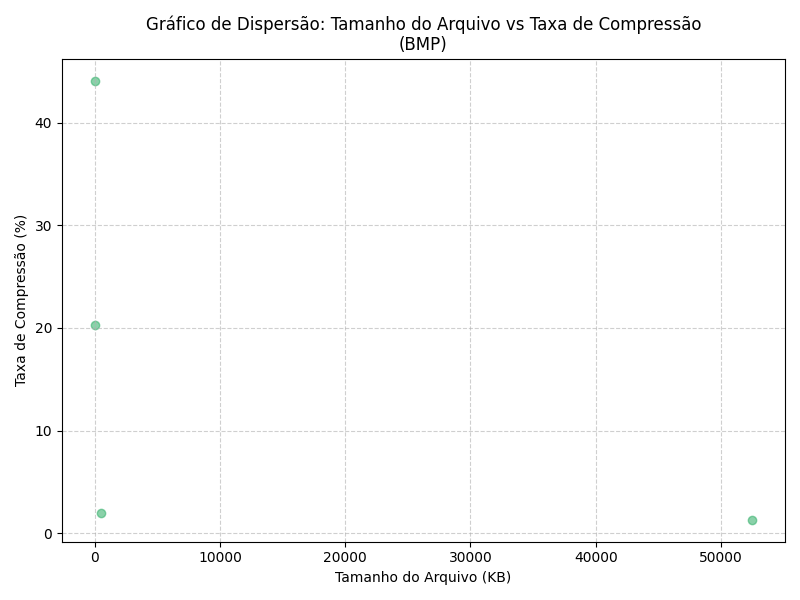 Gráfico de Dispersão: Tamanho do Arquivo vs Taxa de Compressão
(BMP)
Taxa de Compressão (%)
40
30
20
10
0
0
10000
20000
30000
40000
50000
Tamanho do Arquivo (KB)